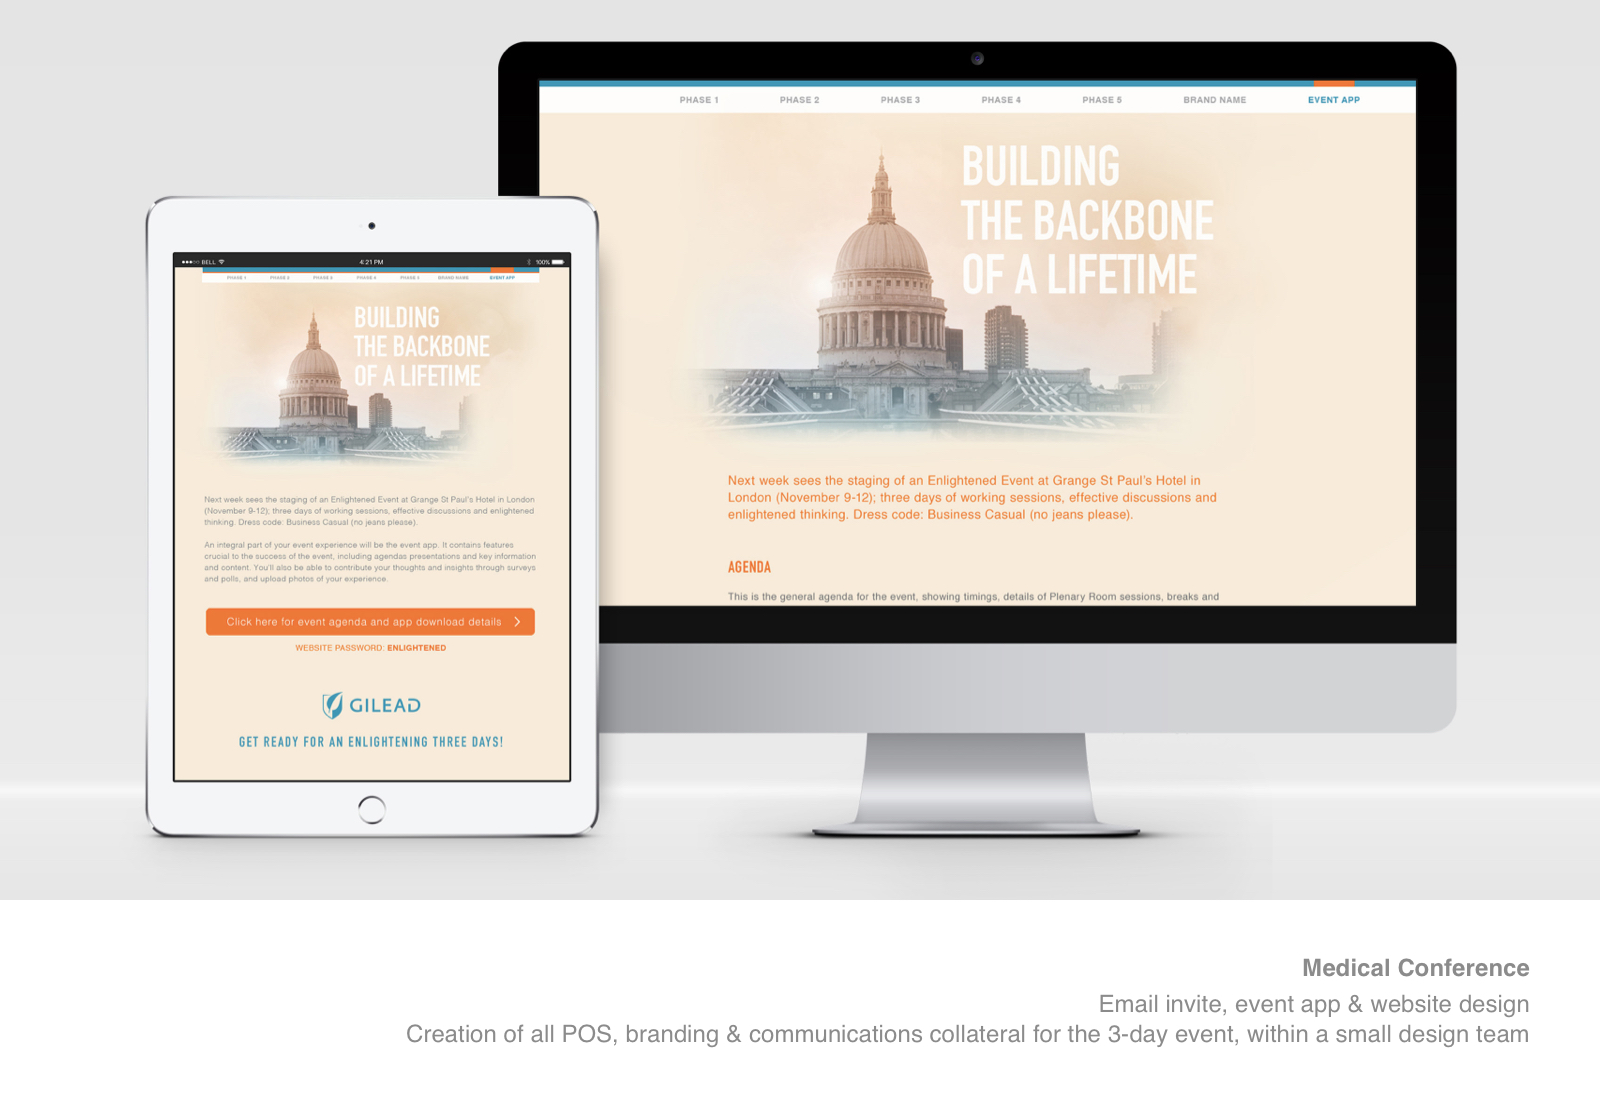 PHASE 1 PHASE 2 PHASE 3 PHASE 4 PHASE 5 BRAND NAME EVENT APP
BUILDING
THE BACKBONE
OF A LIFETIME
Next week sees the staging of an Enlightened Event at Grange St Paul's Hotel in
London (November 9-12); three days of working sessions, effective discussions and
enlightened thinking. Dress code: Business Casual (no jeans please).
AGENDA
This is the general agenda for the event, showing timings, details of Plenary Room sessions, breaks and
BELL 4:21 PM 100%
PHASE 1 PHASE 2 PHASE 3 PHASE 4 PHASE 5 BRAND NAME EVENT APP
BUILDING
THE BACKBONE
OF A LIFETIME
Next week sees the staging of an Enlightened Event at Grange St Paul's Hotel in London
(November 9-12); three days of working sessions, effective discussions and enlightened
thinking. Dress code: Business Casual (no jeans please).
An integral part of your event experience will be the event app. It contains features
crucial to the success of the event, including agendas presentations and key information
and content. You'll also be able to contribute your thoughts and insights through surveys
and polls, and upload photos of your experience.
Click here for event agenda and app download details
WEBSITE PASSWORD: ENLIGHTENED
GILEAD
GET READY FOR AN ENLIGHTENING THREE DAYS!
Medical Conference
Email invite, event app & website design
Creation of all POS, branding & communications collateral for the 3-day event, within a small design team